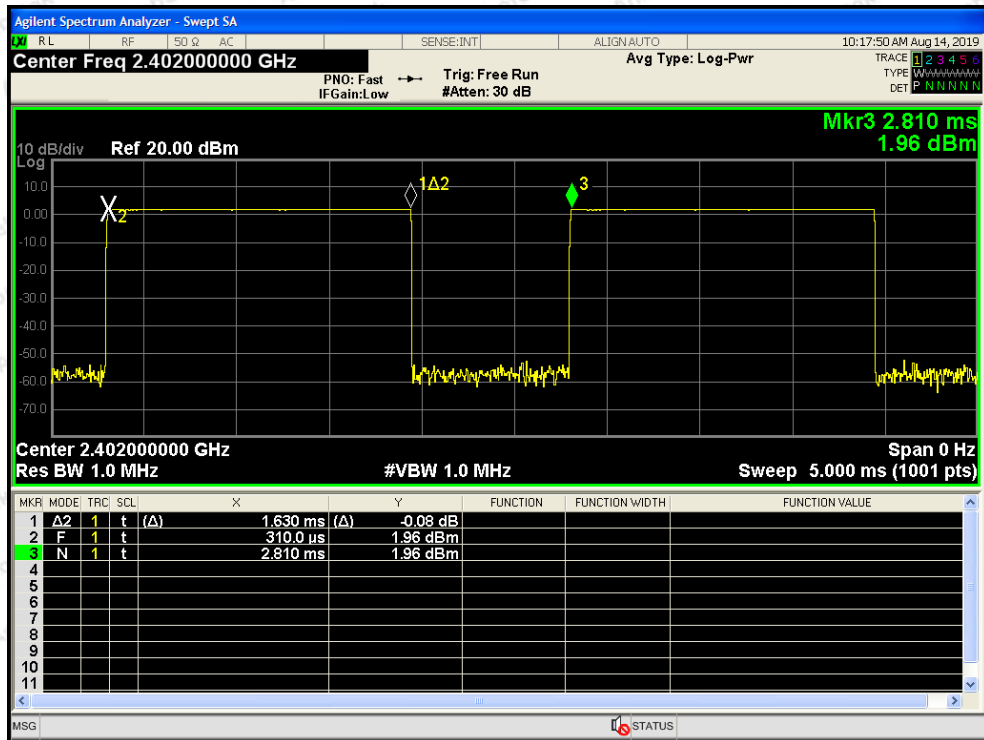 Agilent Spectrum Analyzer - Swept SA
LXI RL RF 50 Ω AC SENSE:INT ALIGN AUTO 10:17:50 AM Aug 14, 2019
Center Freq 2.402000000 GHz PNO: Fast IFGain:Low Trig: Free Run #Atten: 30 dB Avg Type: Log-Pwr TRACE 1 2 3 4 5 6
TYPE WWWWWW
DET P N N N N N
Mkr3 2.810 ms
1.96 dBm
10 dB/div Ref 20.00 dBm
Log
10.0
0.00
-10.0
-20.0
-30.0
-40.0
-50.0
-60.0
-70.0
2
1Δ2
3
Center 2.402000000 GHz Span 0 Hz
Res BW 1.0 MHz #VBW 1.0 MHz Sweep 5.000 ms (1001 pts)
MKR MODE TRC SCL X Y FUNCTION FUNCTION WIDTH FUNCTION VALUE
1 Δ2 1 t (Δ) 1.630 ms (Δ) -0.08 dB
2 F 1 t 310.0 µs 1.96 dBm
3 N 1 t 2.810 ms 1.96 dBm
4
5
6
7
8
9
10
11
MSG STATUS